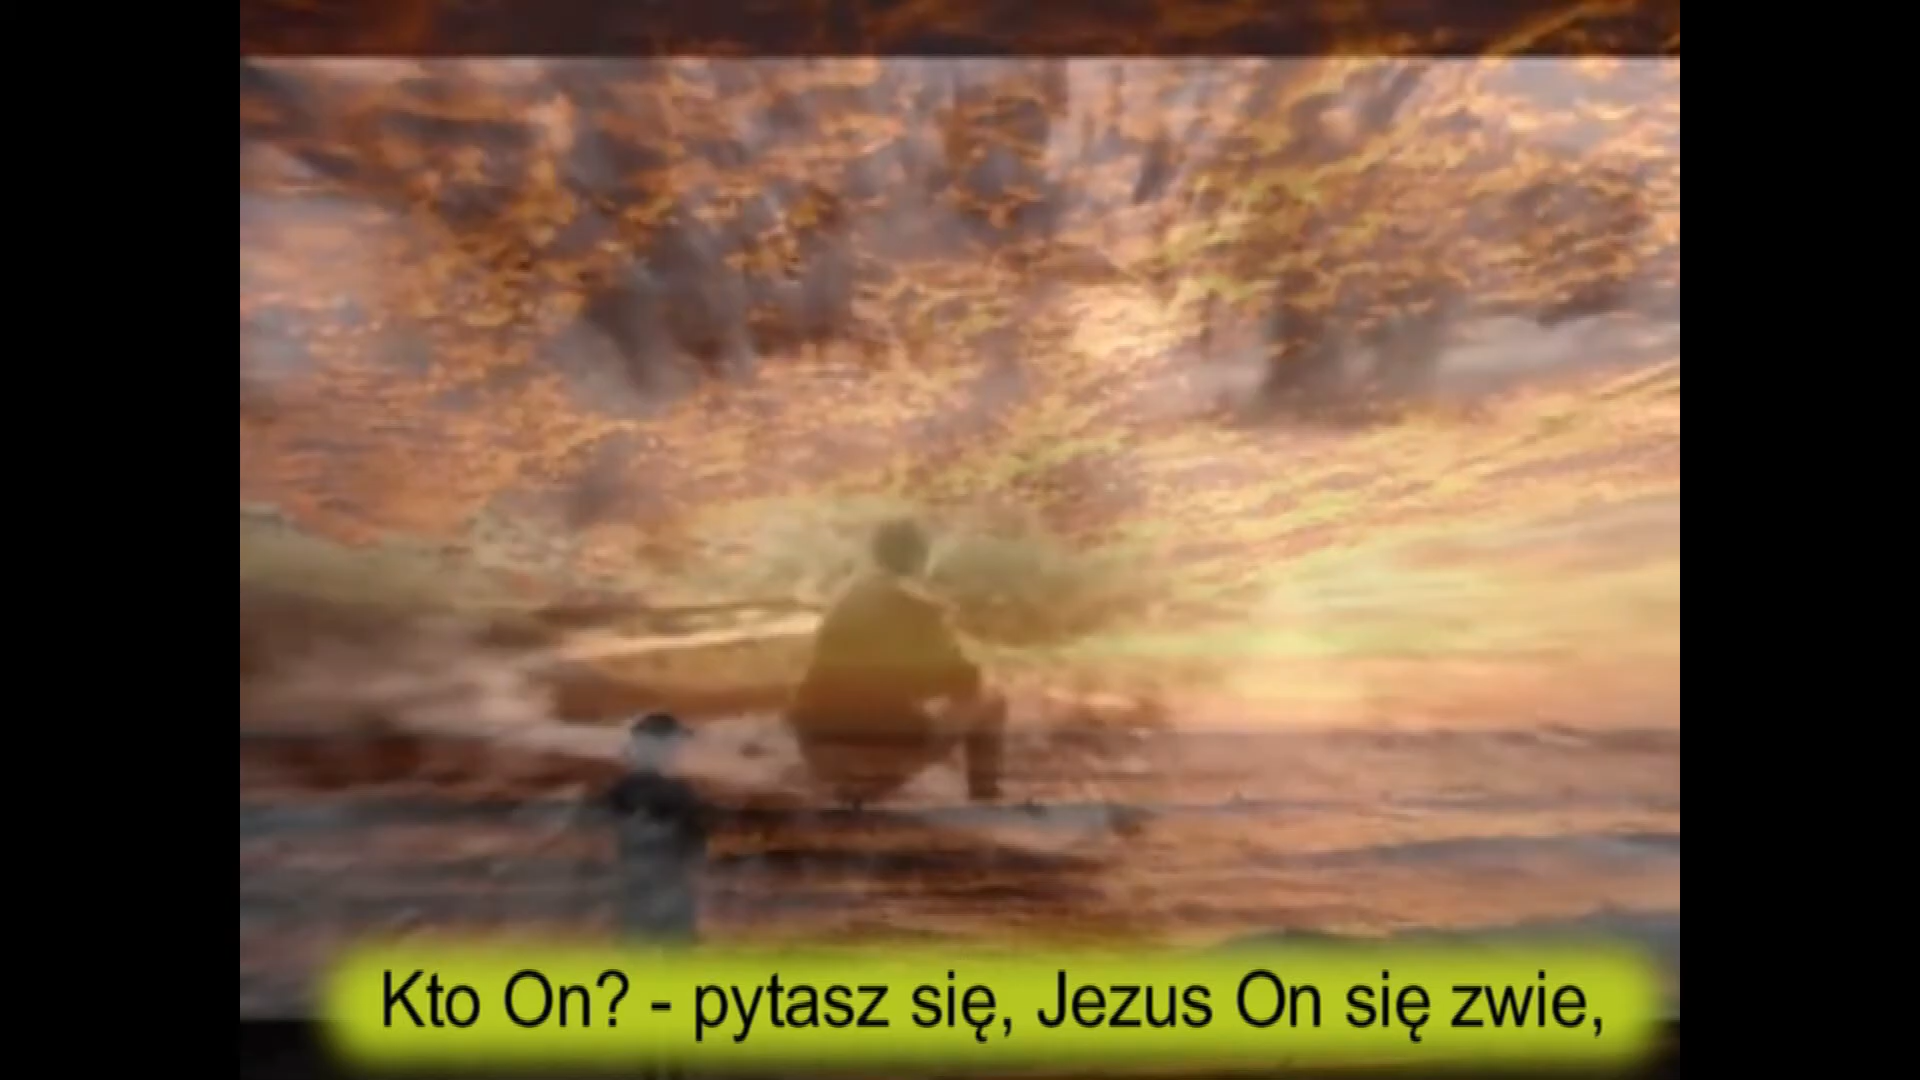 Kto On? - pytasz się, Jezus On się zwie,